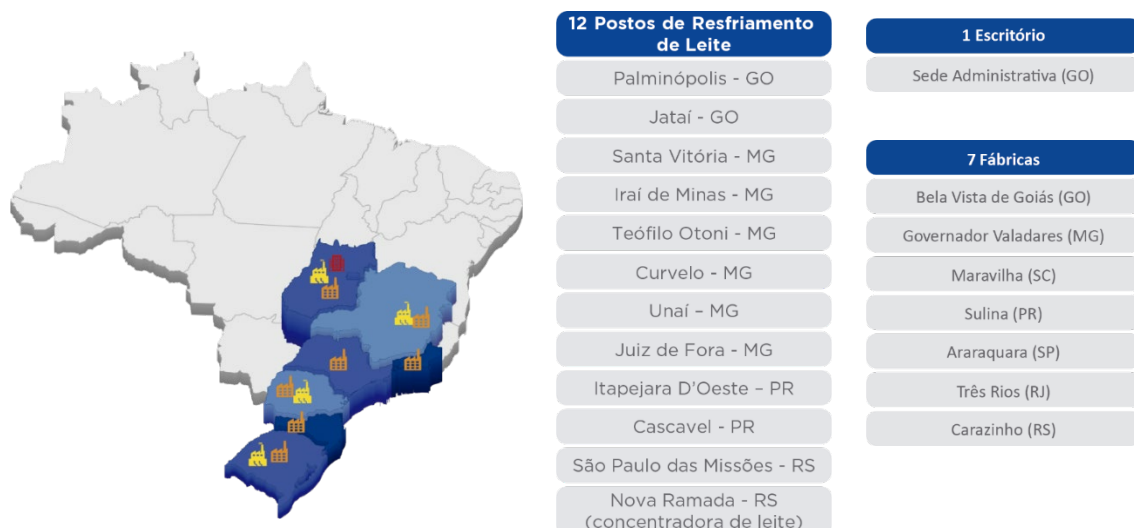 12 Postos de Resfriamento
de Leite
Palminópolis - GO
Jataí - GO
Santa Vitória - MG
Iraí de Minas - MG
Teófilo Otoni - MG
Curvelo - MG
Unaí – MG
Juiz de Fora - MG
Itapejara D'Oeste – PR
Cascavel - PR
São Paulo das Missões - RS
Nova Ramada - RS
(concentradora de leite)
1 Escritório
Sede Administrativa (GO)
7 Fábricas
Bela Vista de Goiás (GO)
Governador Valadares (MG)
Maravilha (SC)
Sulina (PR)
Araraquara (SP)
Três Rios (RJ)
Carazinho (RS)